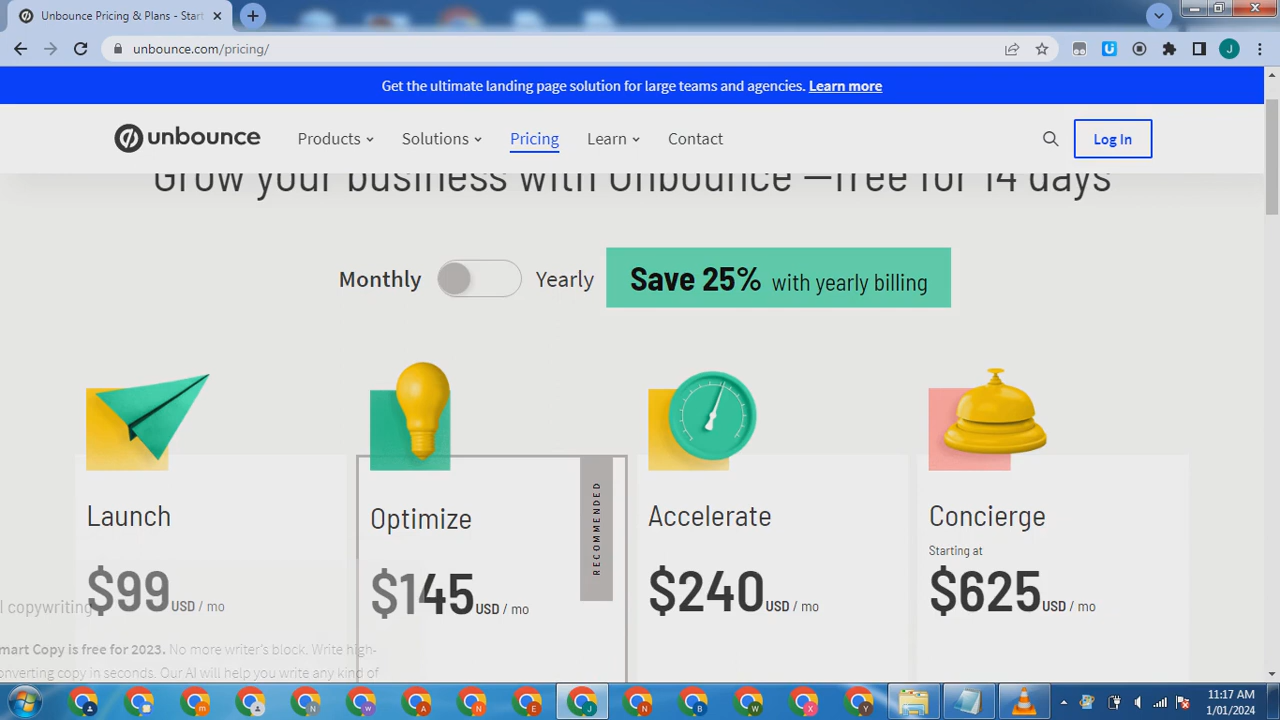 Unbounce Pricing & Plans - Start
unbounce.com/pricing/
J
Get the ultimate landing page solution for large teams and agencies. Learn more
unbounce
Products
Solutions
Pricing
Learn
Contact
Log In
Grow your business with Unbounce —free for 14 days
Monthly
Yearly
Save 25% with yearly billing
Launch
$99 USD / mo
Optimize
RECOMMENDED
$145 USD / mo
Accelerate
$240 USD / mo
Concierge
Starting at
$625 USD / mo
I copywriting
mart Copy is free for 2023. No more writer's block. Write high-
onverting copy in seconds. Our AI will help you write any kind of
m
N
w
A
N
E
J
N
B
W
X
Y
11:17 AM
1/01/2024